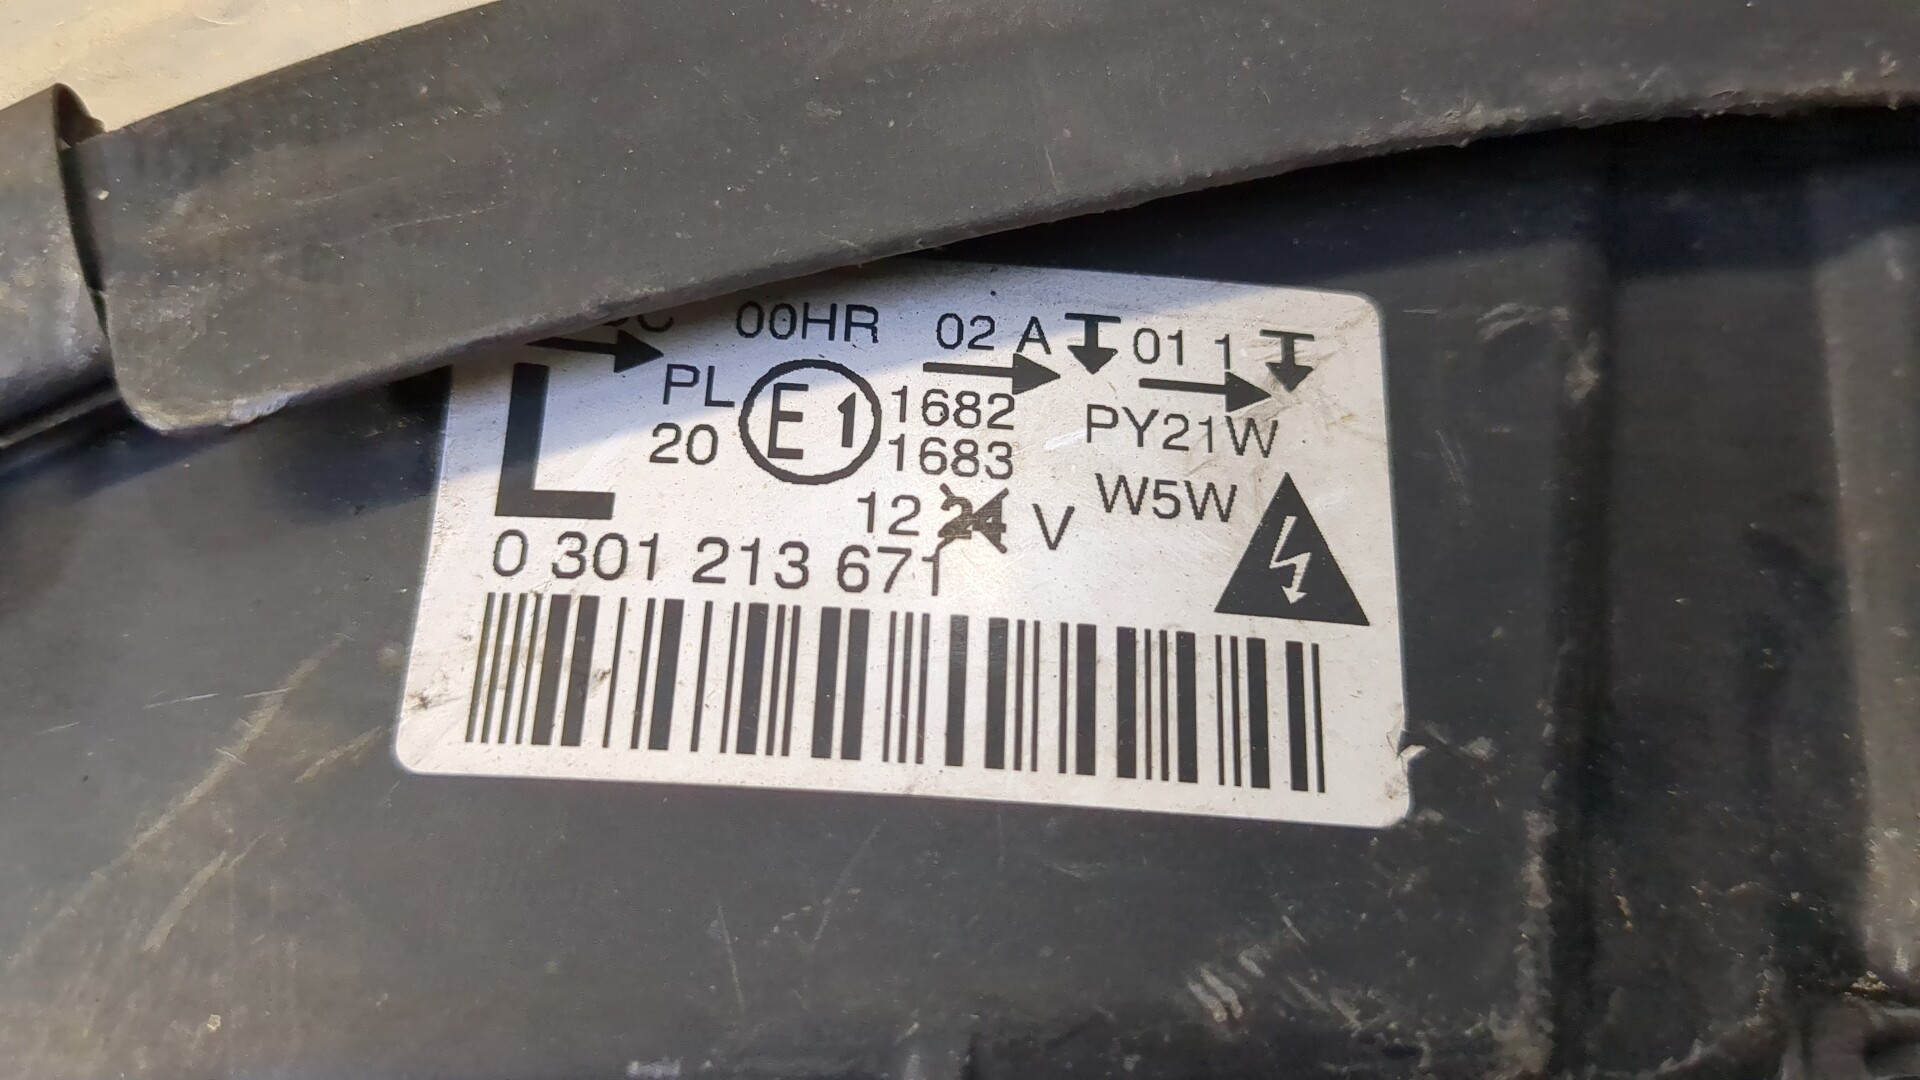 00HR 02 A 01 1
L PL E1 1682 PY21W
20 1683
12 24 V W5W
0 301 213 671